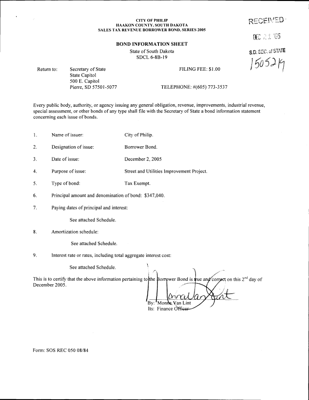 CITY OF PHILIP
HAAKON COUNTY, SOUTH DAKOTA
SALES TAX REVENUE BORROWER BOND, SERIES 2005
RECEIVED
DEC 21 '05
S.D. SEC. of STATE
BOND INFORMATION SHEET
State of South Dakota
SDCL 6-8B-19
Return to: Secretary of State FILING FEE: $1.00
State Capitol
500 E. Capitol
Pierre, SD 57501-5077 TELEPHONE: #(605) 773-3537
Every public body, authority, or agency issuing any general obligation, revenue, improvements, industrial revenue,
special assessment, or other bonds of any type shall file with the Secretary of State a bond information statement
concerning each issue of bonds.
1. Name of issuer: City of Philip.
2. Designation of issue: Borrower Bond.
3. Date of issue: December 2, 2005
4. Purpose of issue: Street and Utilities Improvement Project.
5. Type of bond: Tax Exempt.
6. Principal amount and denomination of bond: $347,040.
7. Paying dates of principal and interest:
See attached Schedule.
8. Amortization schedule:
See attached Schedule.
9. Interest rate or rates, including total aggregate interest cost:
See attached Schedule.
This is to certify that the above information pertaining to the Borrower Bond is true and correct on this 2nd day of
December 2005.
By: Monna Van Lint
Its: Finance Officer
Form: SOS REC 050 08/84